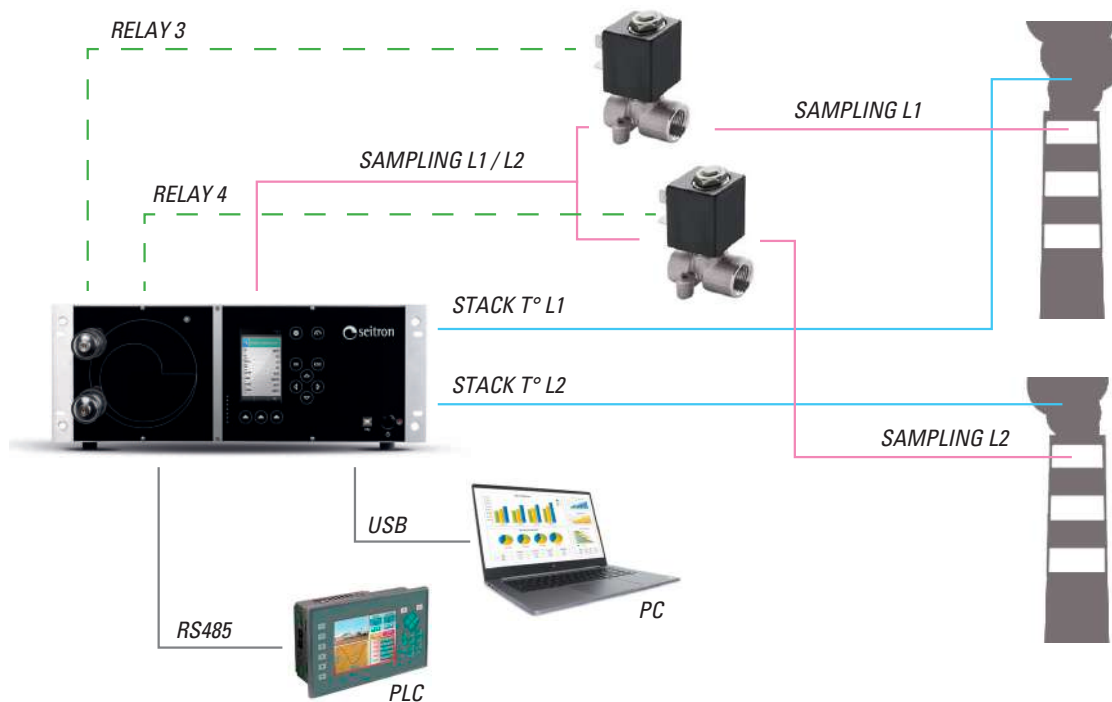 RELAY 3
SAMPLING L1
SAMPLING L1 / L2
RELAY 4
STACK T° L1
seitron
STACK T° L2
SAMPLING L2
USB
PC
RS485
PLC